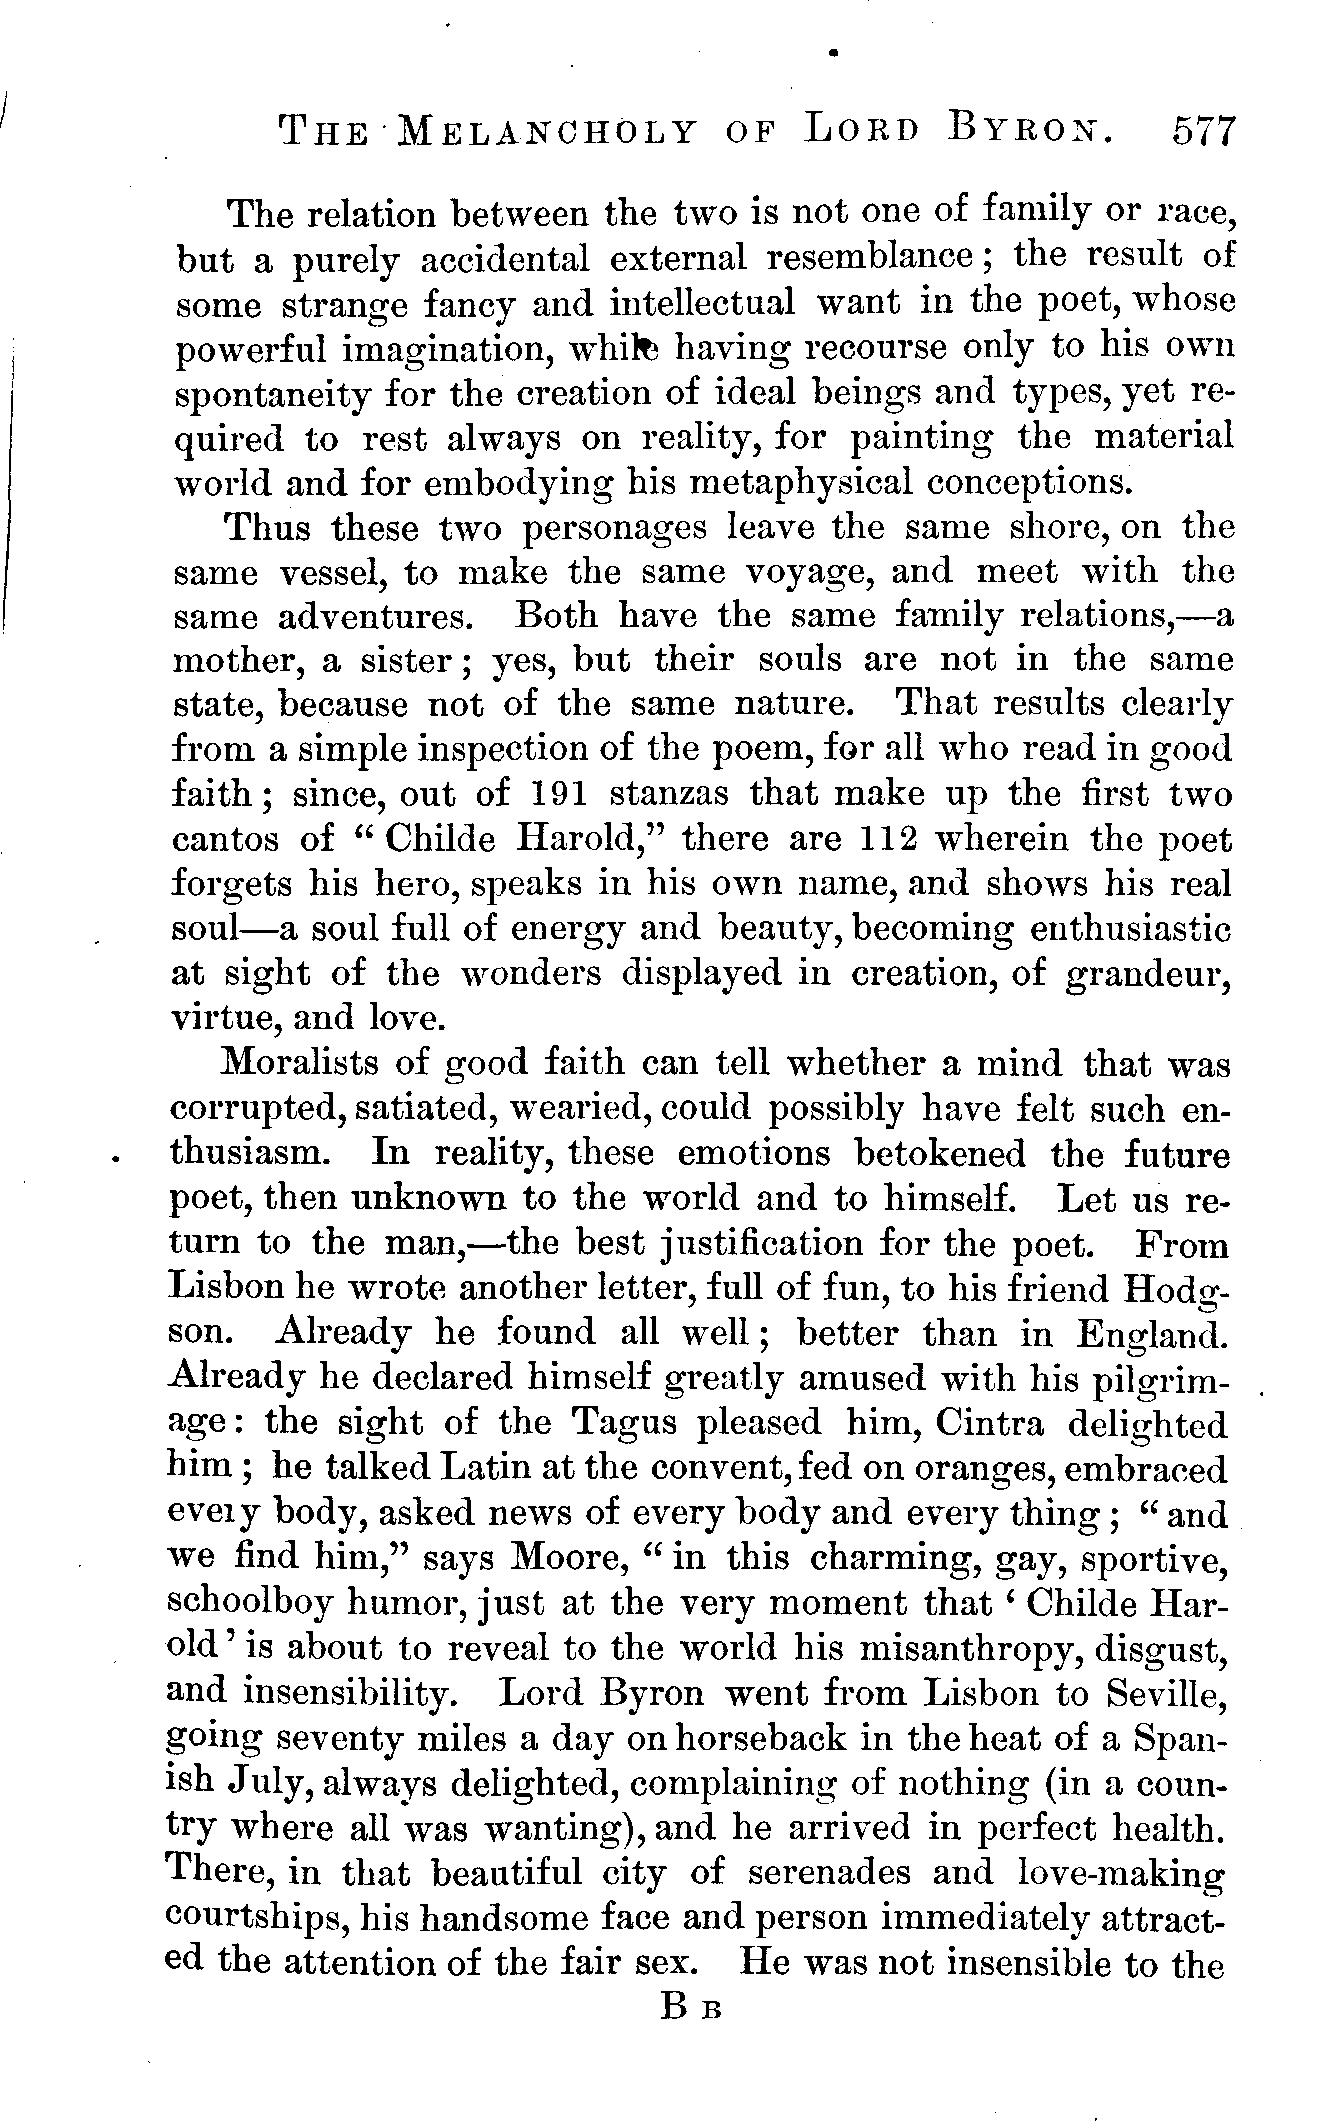 THE MELANCHOLY OF LORD BYRON. 577
The relation between the two is not one of family or race,
but a purely accidental external resemblance; the result of
some strange fancy and intellectual want in the poet, whose
powerful imagination, while having recourse only to his own
spontaneity for the creation of ideal beings and types, yet re-
quired to rest always on reality, for painting the material
world and for embodying his metaphysical conceptions.
Thus these two personages leave the same shore, on the
same vessel, to make the same voyage, and meet with the
same adventures. Both have the same family relations,—a
mother, a sister; yes, but their souls are not in the same
state, because not of the same nature. That results clearly
from a simple inspection of the poem, for all who read in good
faith; since, out of 191 stanzas that make up the first two
cantos of “Childe Harold,” there are 112 wherein the poet
forgets his hero, speaks in his own name, and shows his real
soul—a soul full of energy and beauty, becoming enthusiastic
at sight of the wonders displayed in creation, of grandeur,
virtue, and love.
Moralists of good faith can tell whether a mind that was
corrupted, satiated, wearied, could possibly have felt such en-
thusiasm. In reality, these emotions betokened the future
poet, then unknown to the world and to himself. Let us re-
turn to the man,—the best justification for the poet. From
Lisbon he wrote another letter, full of fun, to his friend Hodg-
son. Already he found all well; better than in England.
Already he declared himself greatly amused with his pilgrim-
age: the sight of the Tagus pleased him, Cintra delighted
him; he talked Latin at the convent, fed on oranges, embraced
every body, asked news of every body and every thing; “and
we find him,” says Moore, “in this charming, gay, sportive,
schoolboy humor, just at the very moment that ‘Childe Har-
old’ is about to reveal to the world his misanthropy, disgust,
and insensibility. Lord Byron went from Lisbon to Seville,
going seventy miles a day on horseback in the heat of a Span-
ish July, always delighted, complaining of nothing (in a coun-
try where all was wanting), and he arrived in perfect health.
There, in that beautiful city of serenades and love-making
courtships, his handsome face and person immediately attract-
ed the attention of the fair sex. He was not insensible to the
B B